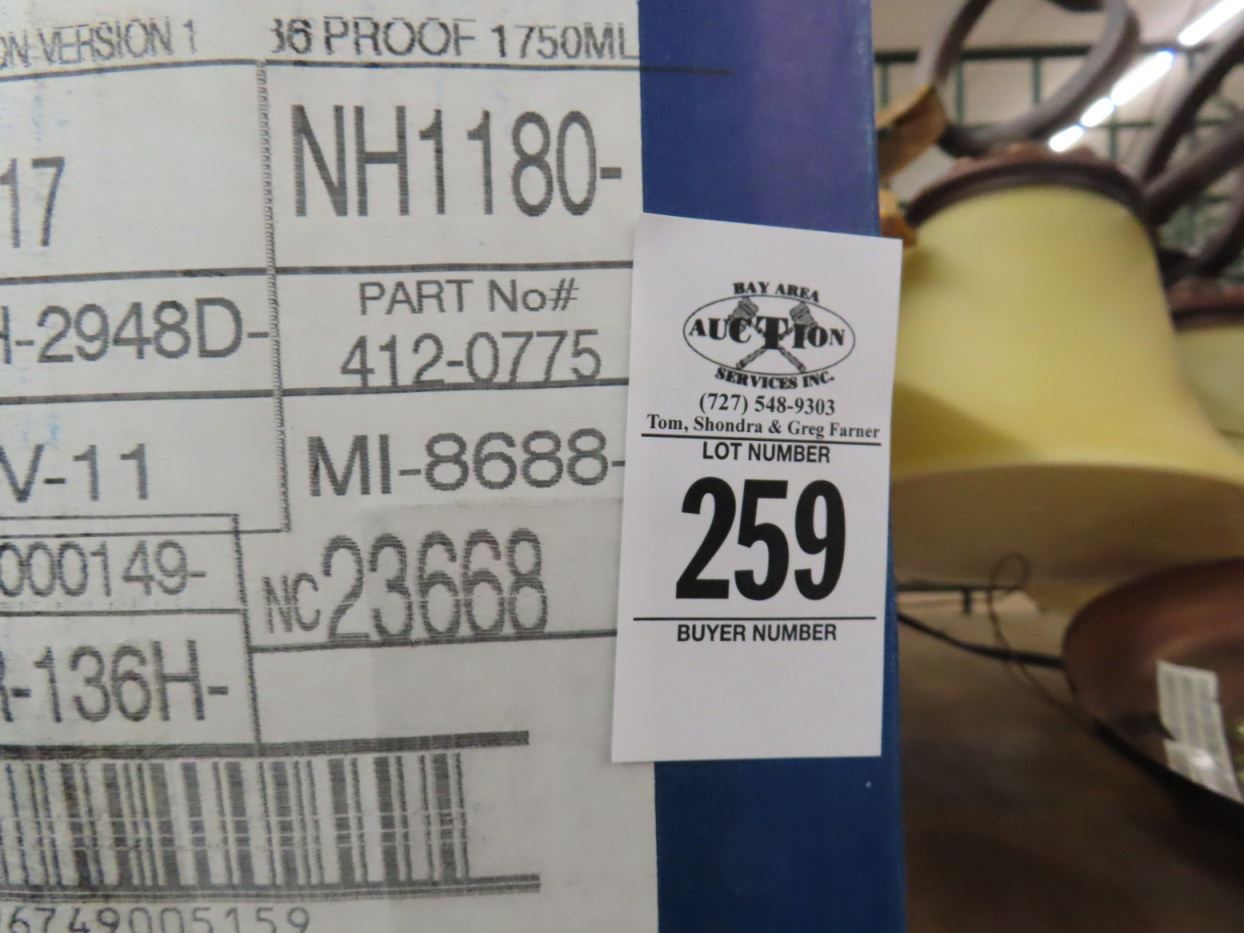 ON-VERSION 1
36 PROOF 1750ML
17
NH1180-
H-2948D-
PART No#
412-0775
V-11
MI-8688-
000149-
NC23668
R-136H-
6749005159
BAY AREA
AUCTION
SERVICES INC.
(727) 548-9303
Tom, Shondra & Greg Farner
LOT NUMBER
259
BUYER NUMBER